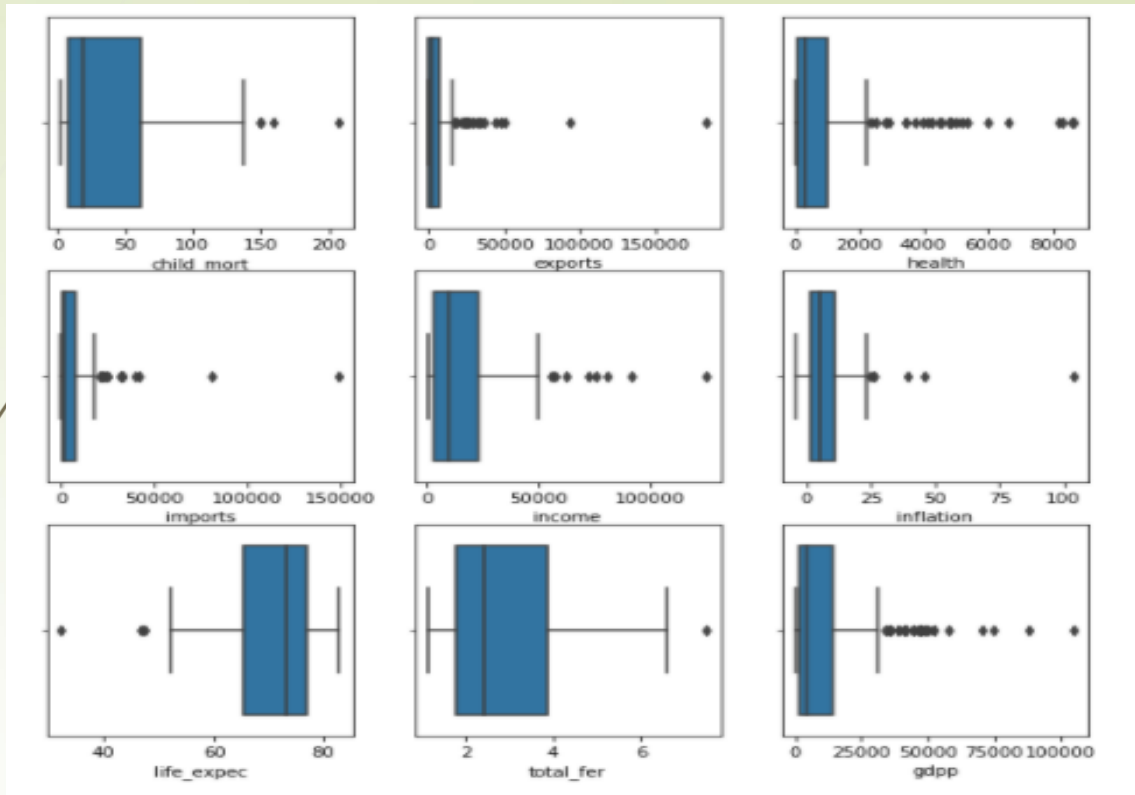 0 50 100 150 200
child_mort
0 50000 100000 150000
exports
0 2000 4000 6000 8000
health
0 50000 100000 150000
imports
0 50000 100000
income
0 25 50 75 100
inflation
40 60 80
life_expec
2 4 6
total_fer
0 25000 50000 75000 100000
gdpp